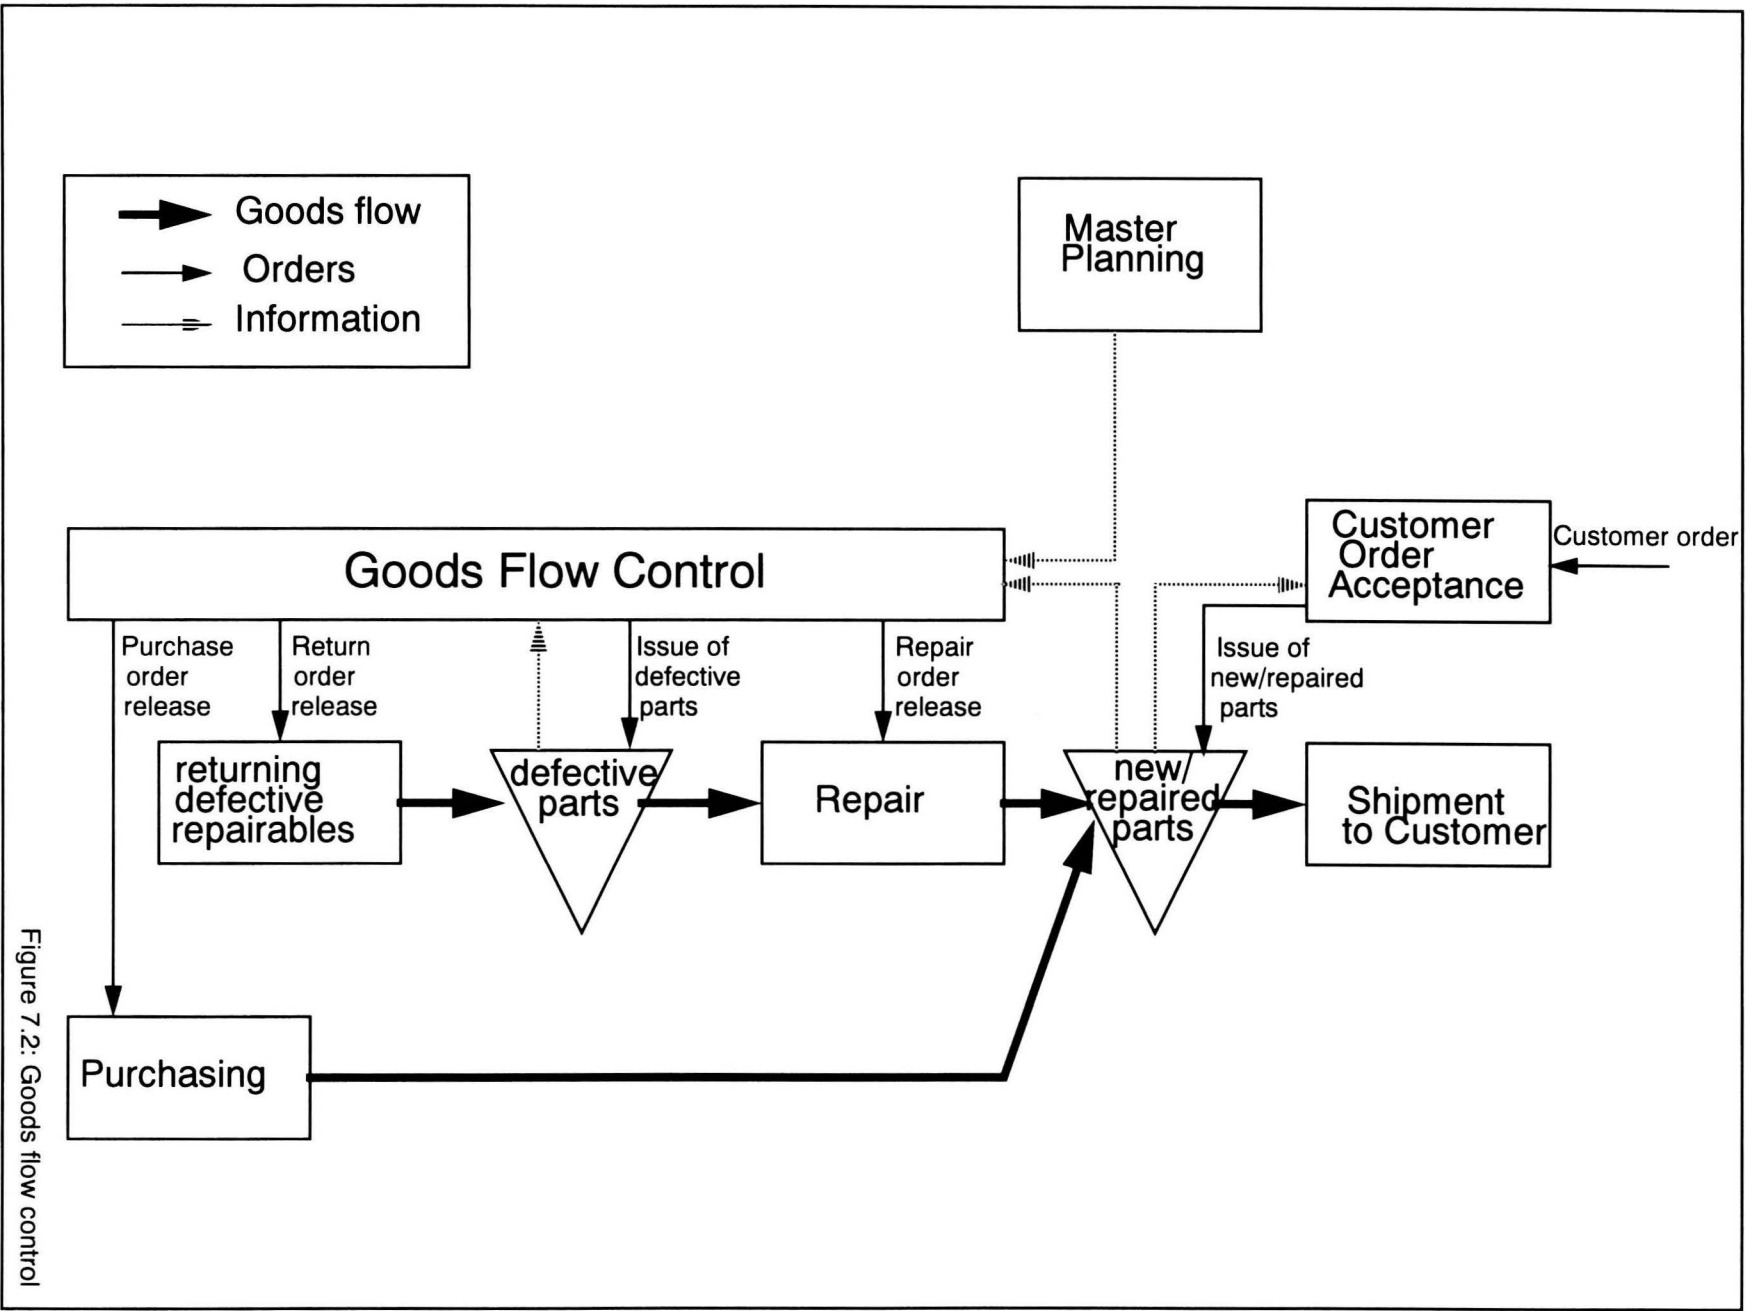 Goods flow
Orders
Information
Master
Planning
Goods Flow Control
Customer
Order
Acceptance
Customer order
Purchase
order
release
Return
order
release
Issue of
defective
parts
Repair
order
release
Issue of
new/repaired
parts
returning
defective
repairables
defective
parts
Repair
new/
repaired
parts
Shipment
to Customer
Purchasing
Figure 7.2: Goods flow control